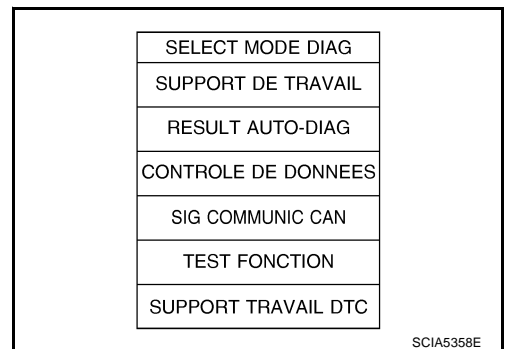 SELECT MODE DIAG
SUPPORT DE TRAVAIL
RESULT AUTO-DIAG
CONTROLE DE DONNEES
SIG COMMUNIC CAN
TEST FONCTION
SUPPORT TRAVAIL DTC
SCIA5358E